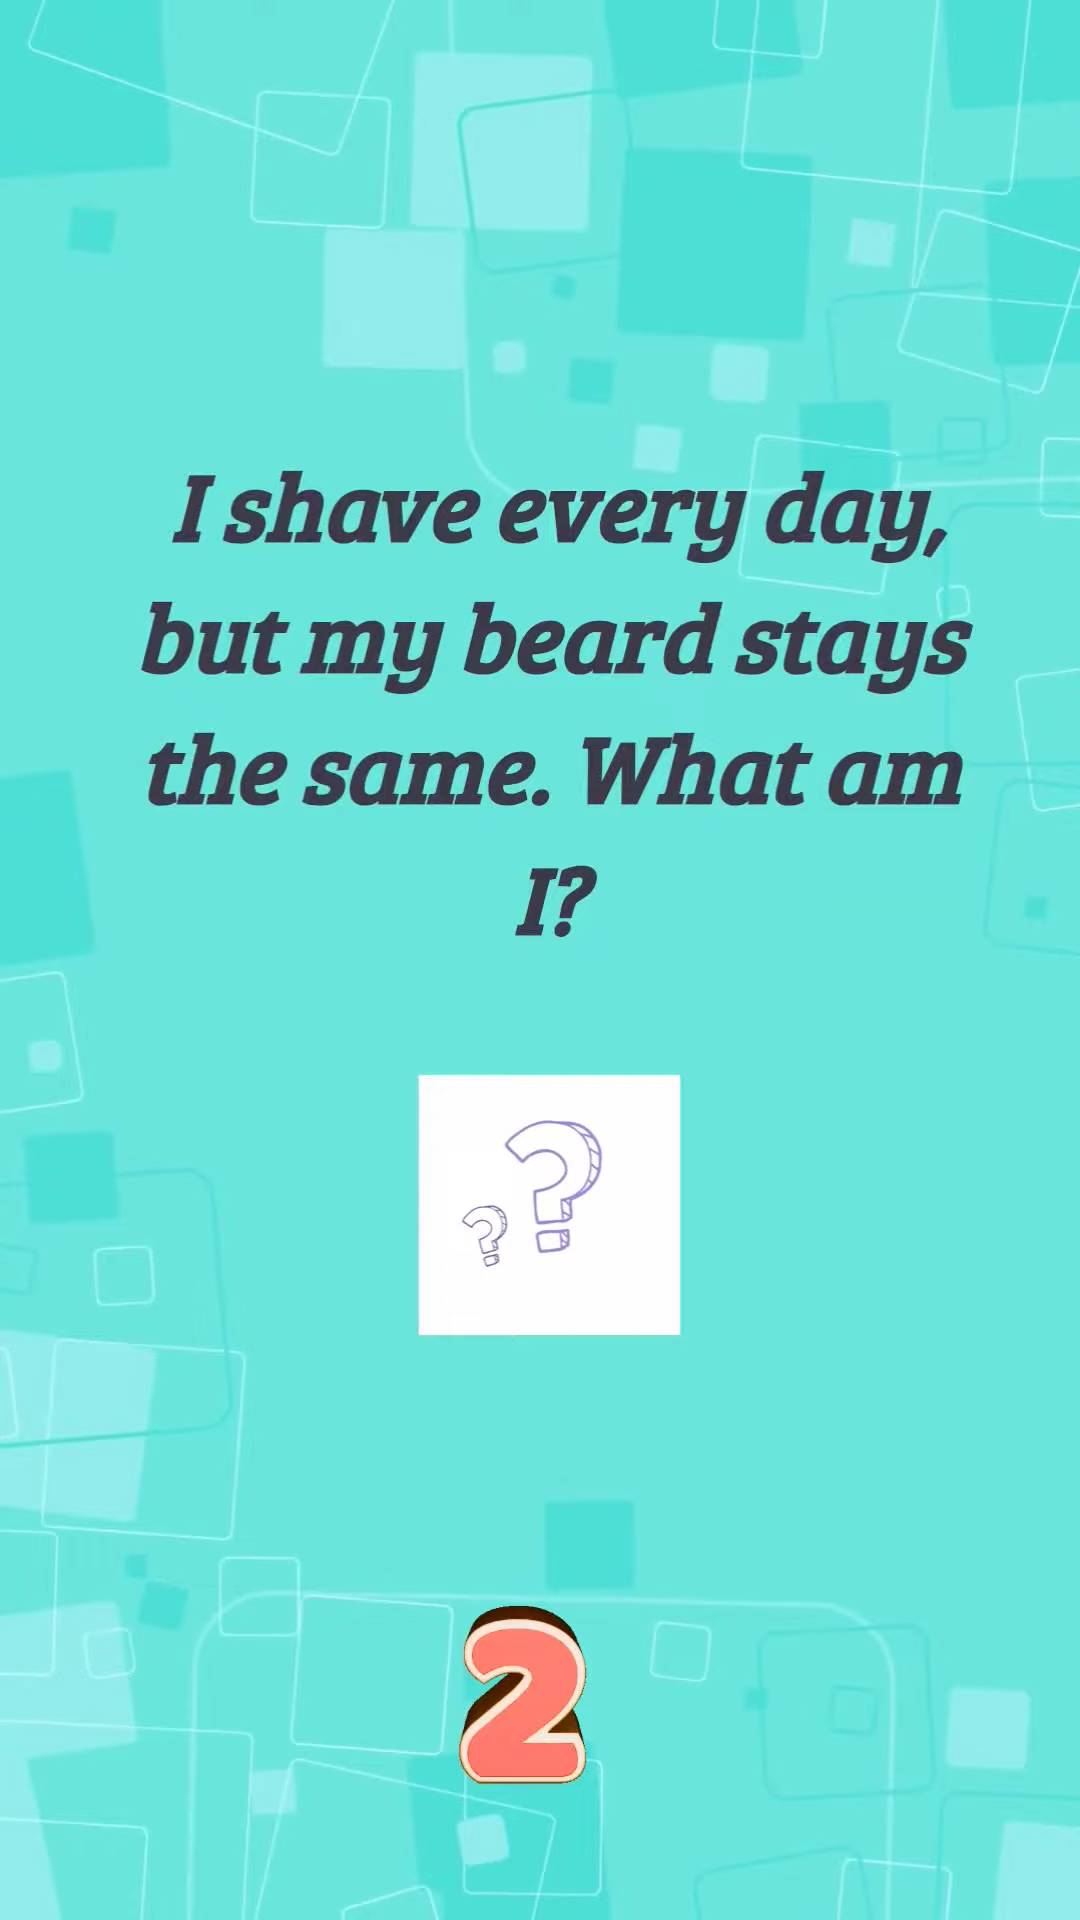 I shave every day,
but my beard stays
the same. What am
I?
? ?
2